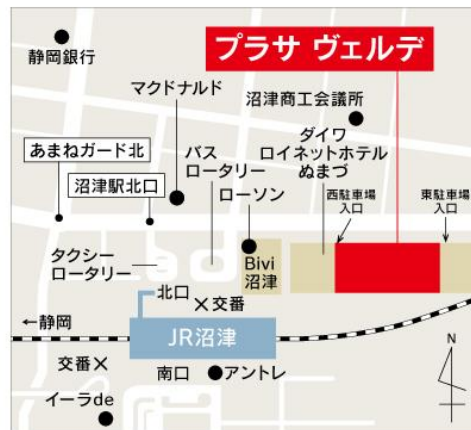 プラサ ヴェルデ
静岡銀行
マクドナルド
沼津商工会議所
ダイワ
ロイネットホテル
ぬまづ
あまねガード北
沼津駅北口
バス
ロータリー
ローソン
西駐車場
入口
東駐車場
入口
タクシー
ロータリー
Bivi
沼津
北口
×交番
←静岡
JR沼津
N
交番×
南口
アントレ
イーラde